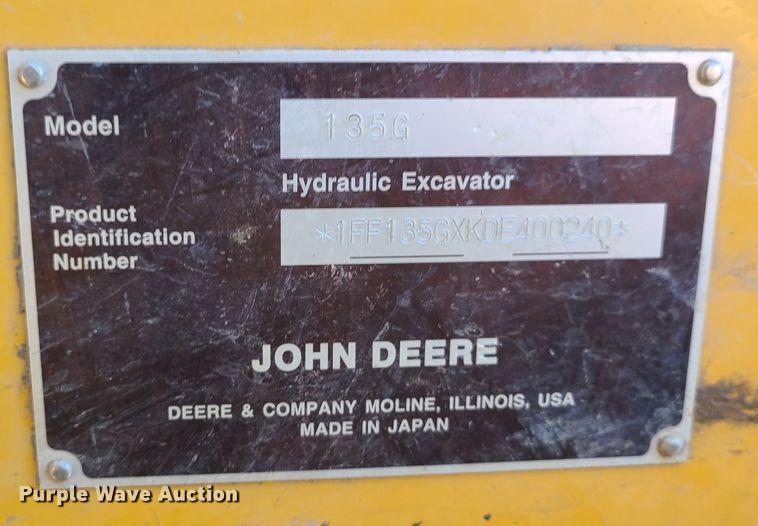 Model
135G
Hydraulic Excavator
Product
Identification
Number
*1FF135GXKDE400240*
JOHN DEERE
DEERE & COMPANY MOLINE, ILLINOIS, USA
MADE IN JAPAN
Purple Wave Auction